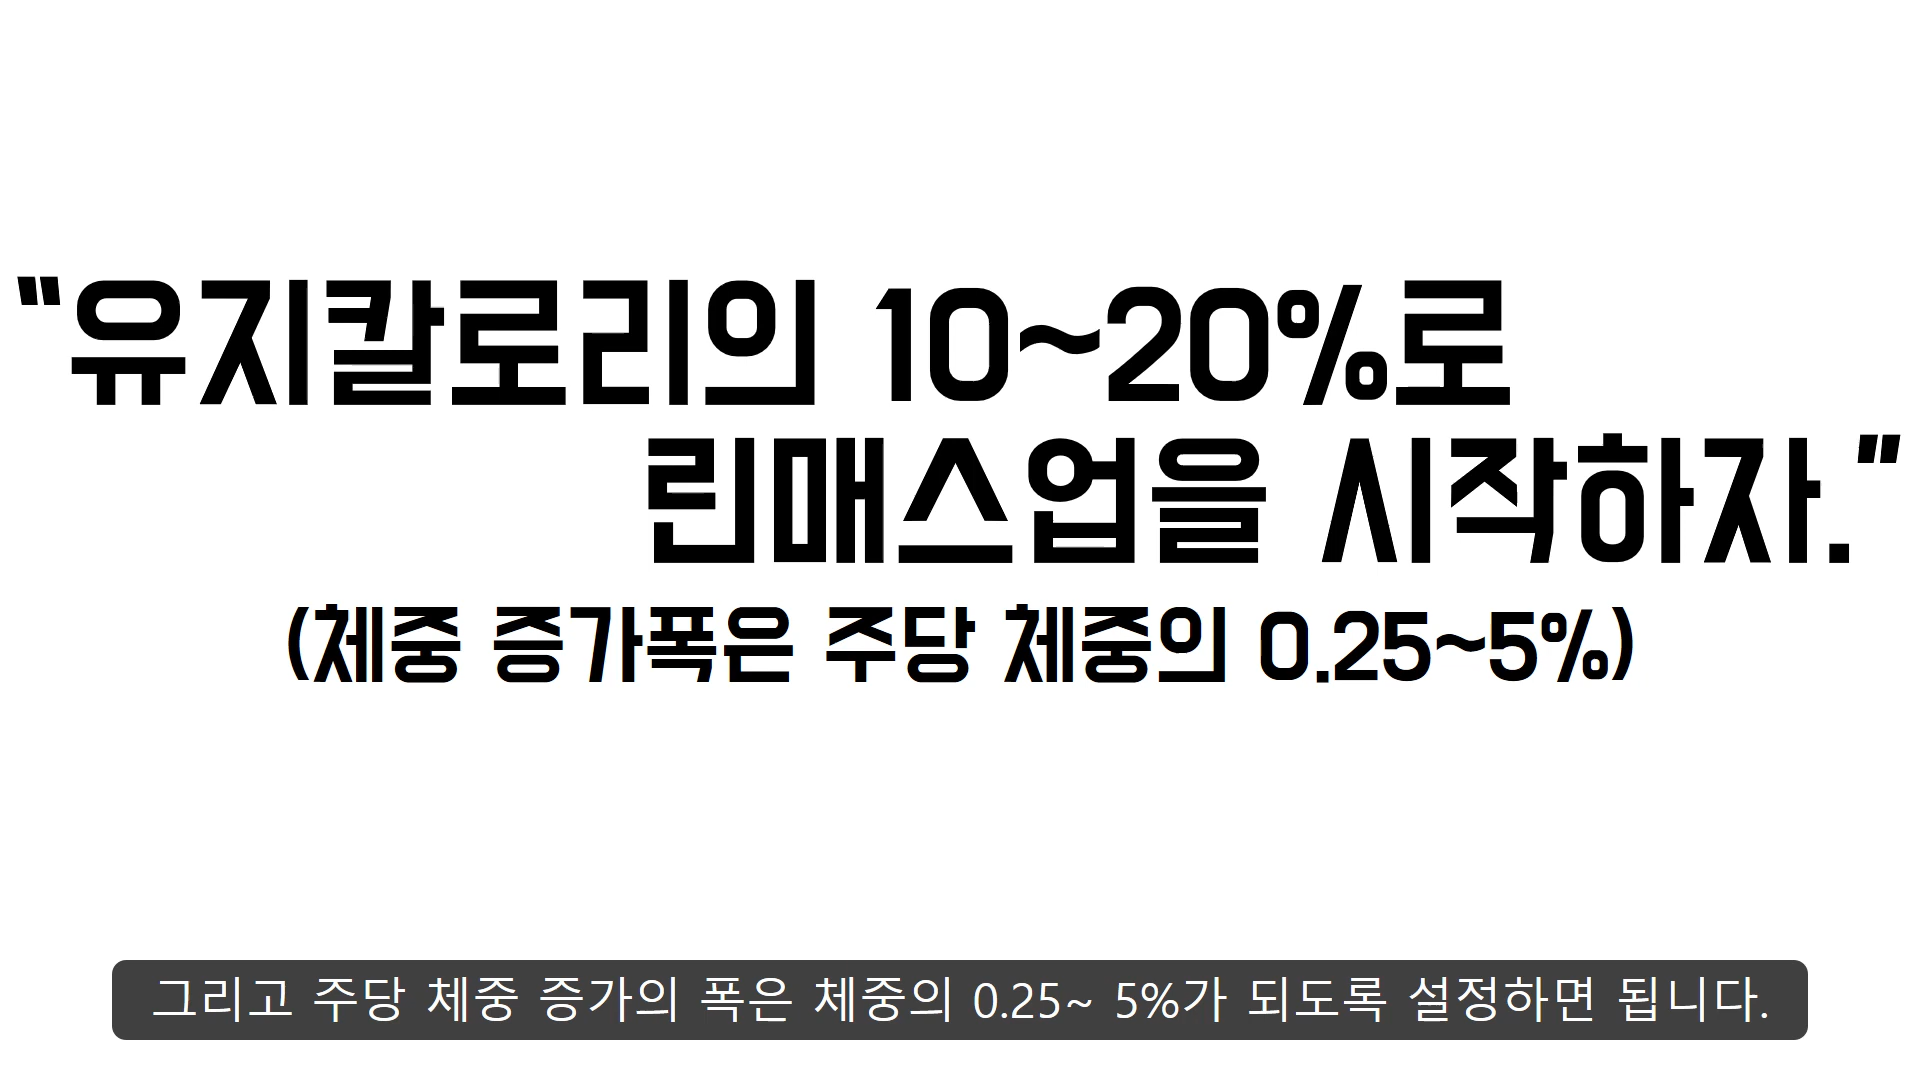 "유지칼로리의 10~20%로
린매스업을 시작하자."
(체중 증가폭은 주당 체중의 0.25~5%)
그리고 주당 체중 증가의 폭은 체중의 0.25~ 5%가 되도록 설정하면 됩니다.